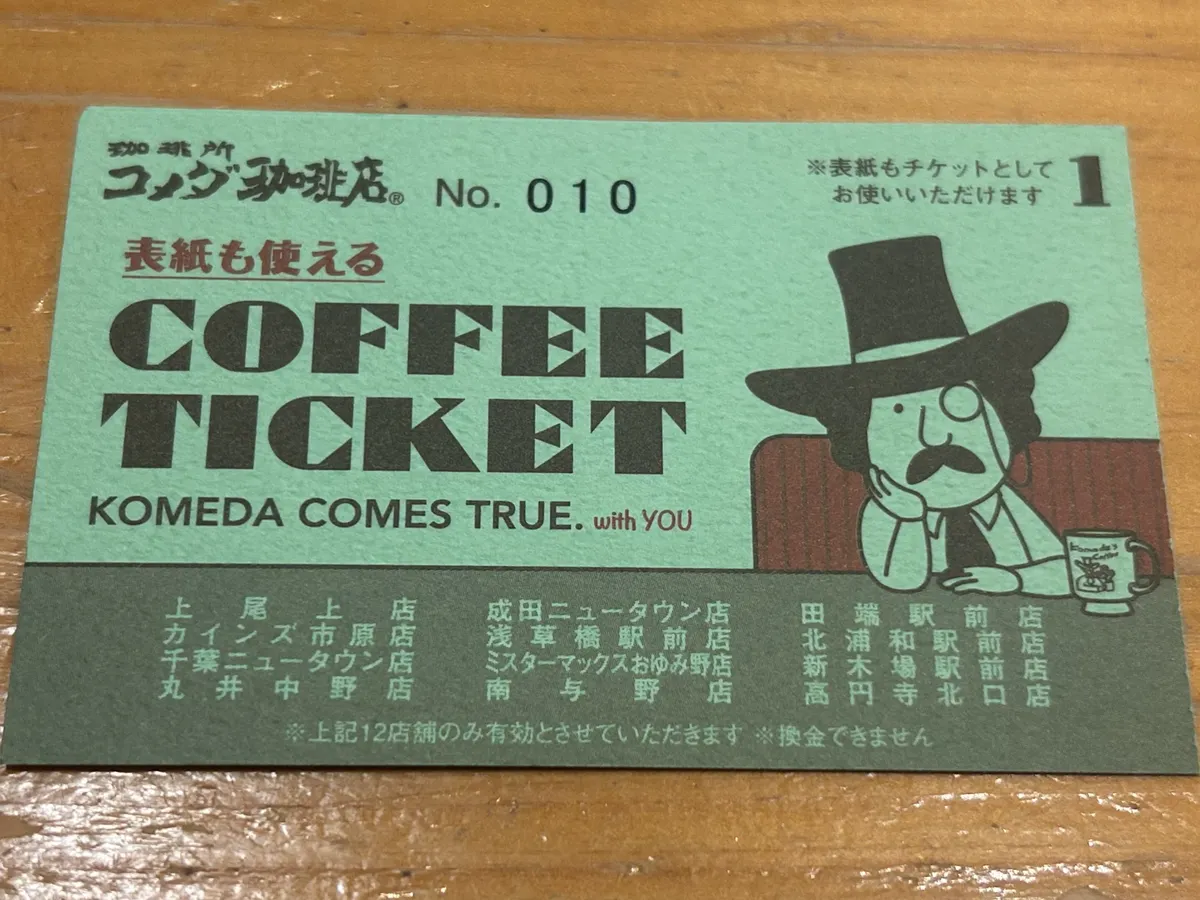 珈琲所
コメダ珈琲店® No. 010
※表紙もチケットとして
お使いいただけます
1
表紙も使える
COFFEE
TICKET
KOMEDA COMES TRUE. with YOU
Komeda's
Coffee
上尾上店 成田ニュータウン店 田端駅前店
カインズ市原店 浅草橋駅前店 北浦和駅前店
千葉ニュータウン店 ミスターマックスおゆみ野店 新木場駅前店
丸井中野店 南与野店 高円寺北口店
※上記12店舗のみ有効とさせていただきます ※換金できません